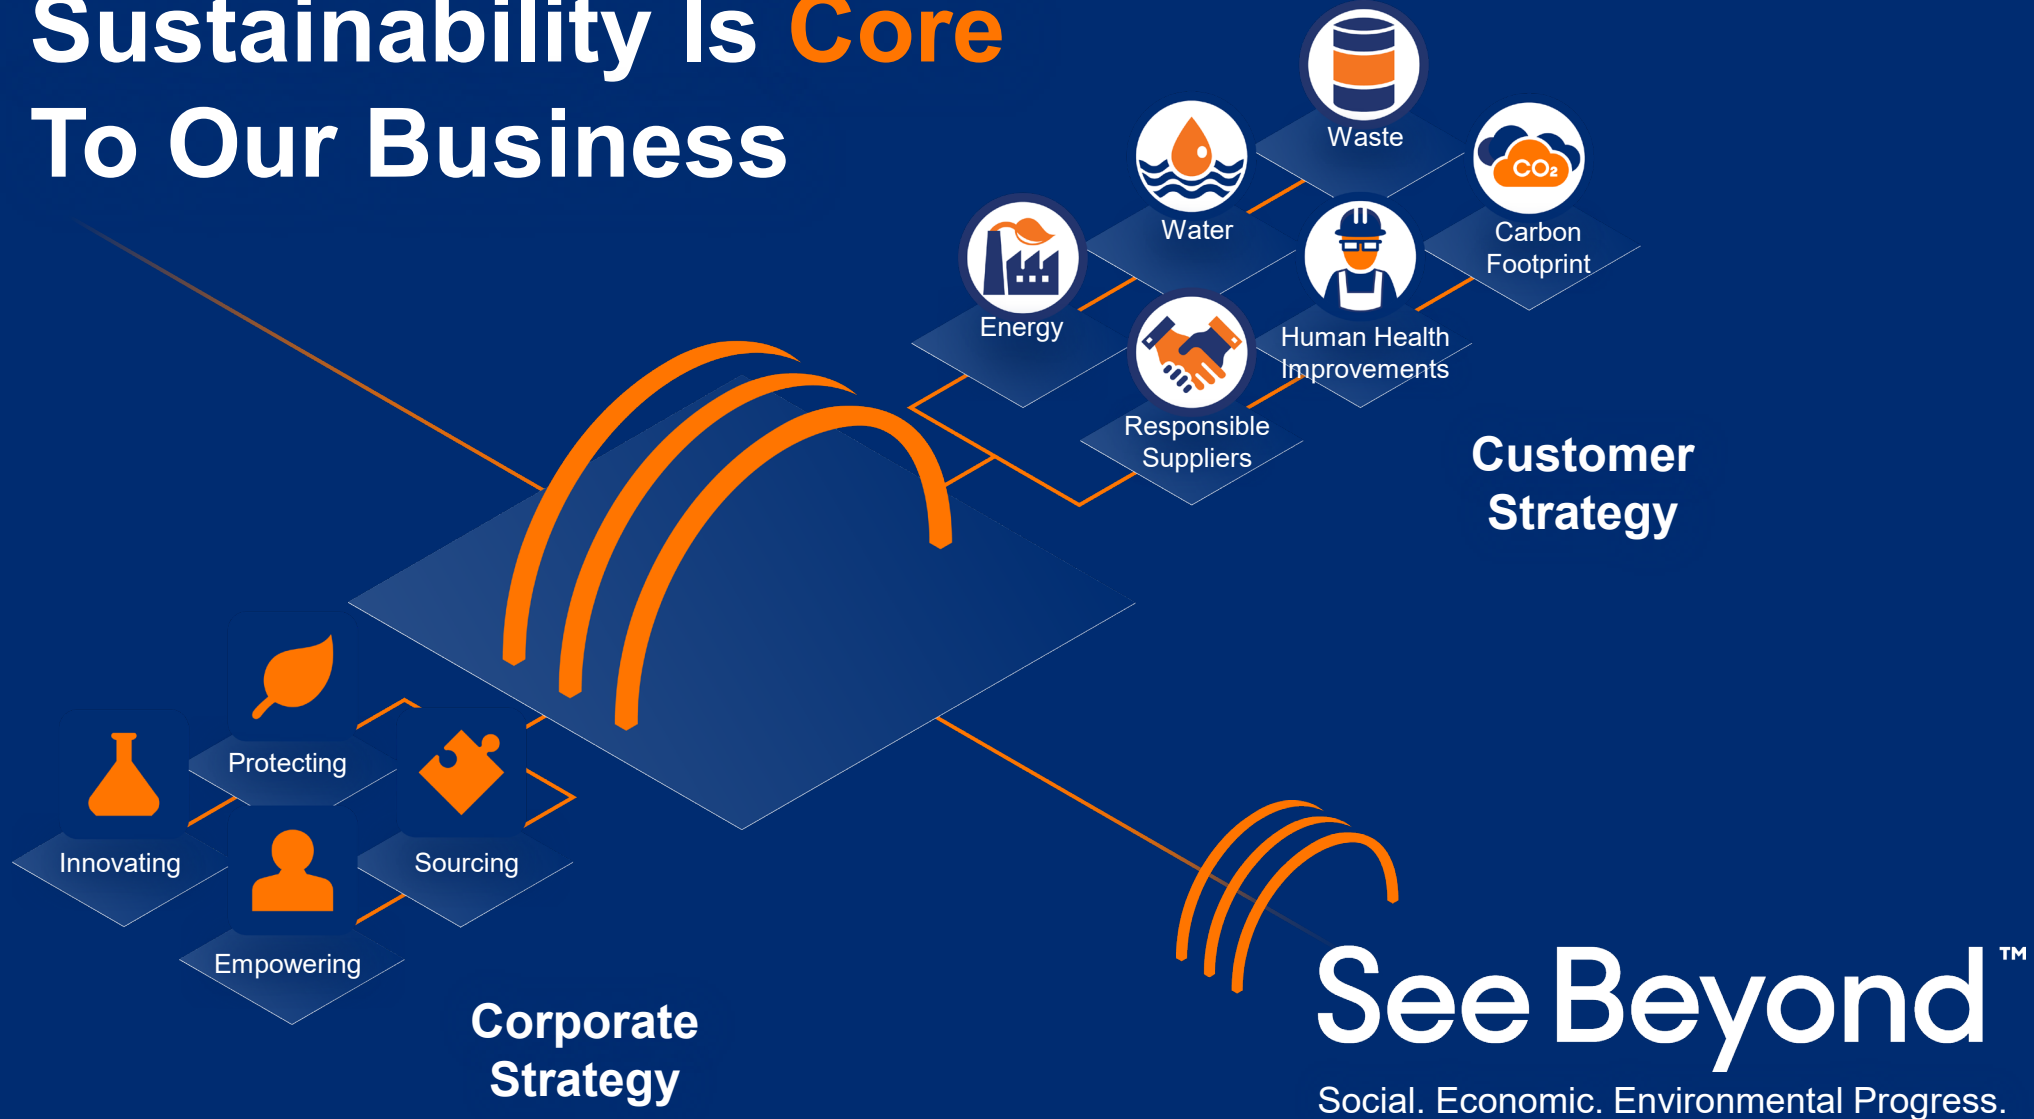 Sustainability Is Core
To Our Business
Waste
Water
CO₂
Carbon
Footprint
Energy
Human Health
Improvements
Responsible
Suppliers
Customer
Strategy
Protecting
Innovating
Sourcing
Empowering
Corporate
Strategy
See Beyond™
Social. Economic. Environmental Progress.